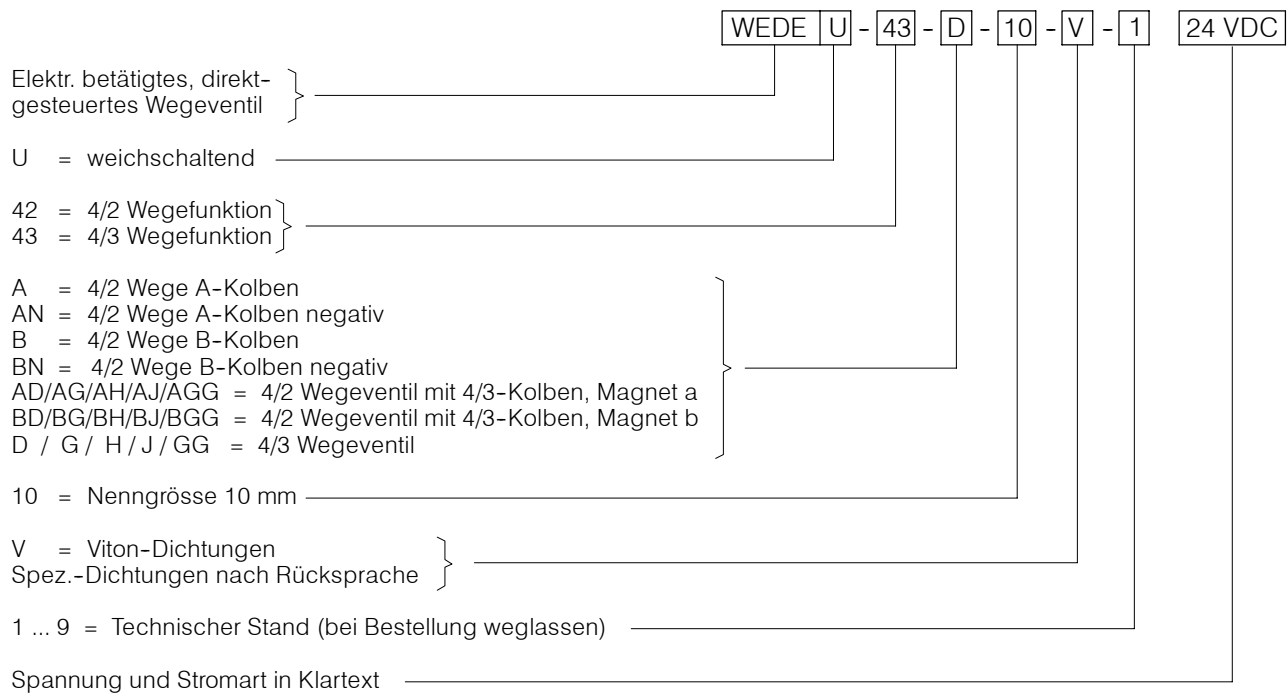 WEDE U - 43 - D - 10 - V - 1 24 VDC
Elektr. betätigtes, direkt-
gesteuertes Wegeventil
U = weichschaltend
42 = 4/2 Wegefunktion
43 = 4/3 Wegefunktion
A = 4/2 Wege A-Kolben
AN = 4/2 Wege A-Kolben negativ
B = 4/2 Wege B-Kolben
BN = 4/2 Wege B-Kolben negativ
AD/AG/AH/AJ/AGG = 4/2 Wegeventil mit 4/3-Kolben, Magnet a
BD/BG/BH/BJ/BGG = 4/2 Wegeventil mit 4/3-Kolben, Magnet b
D / G / H / J / GG = 4/3 Wegeventil
10 = Nenngrösse 10 mm
V = Viton-Dichtungen
Spez.-Dichtungen nach Rücksprache
1 ... 9 = Technischer Stand (bei Bestellung weglassen)
Spannung und Stromart in Klartext